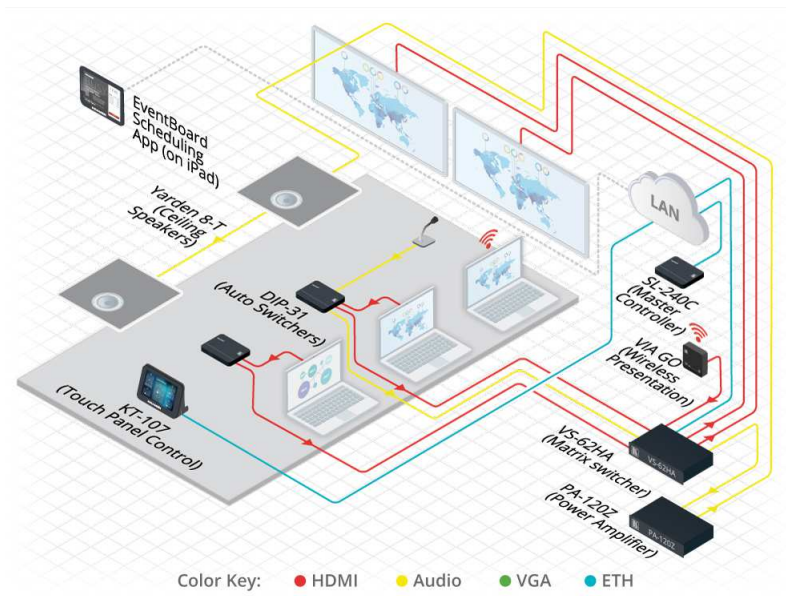 EventBoard
Scheduling
App (on iPad)
Yarden 8-T
(Ceiling
Speakers)
LAN
SL-240C
(Master
Controller)
DIP-31
(Auto Switchers)
VIA GO
(Wireless
Presentation)
KT-107
(Touch Panel Control)
VS-62HA
(Matrix switcher)
VS-62HA
PA-120Z
(Power Amplifier)
PA-120Z
Color Key: HDMI Audio VGA ETH